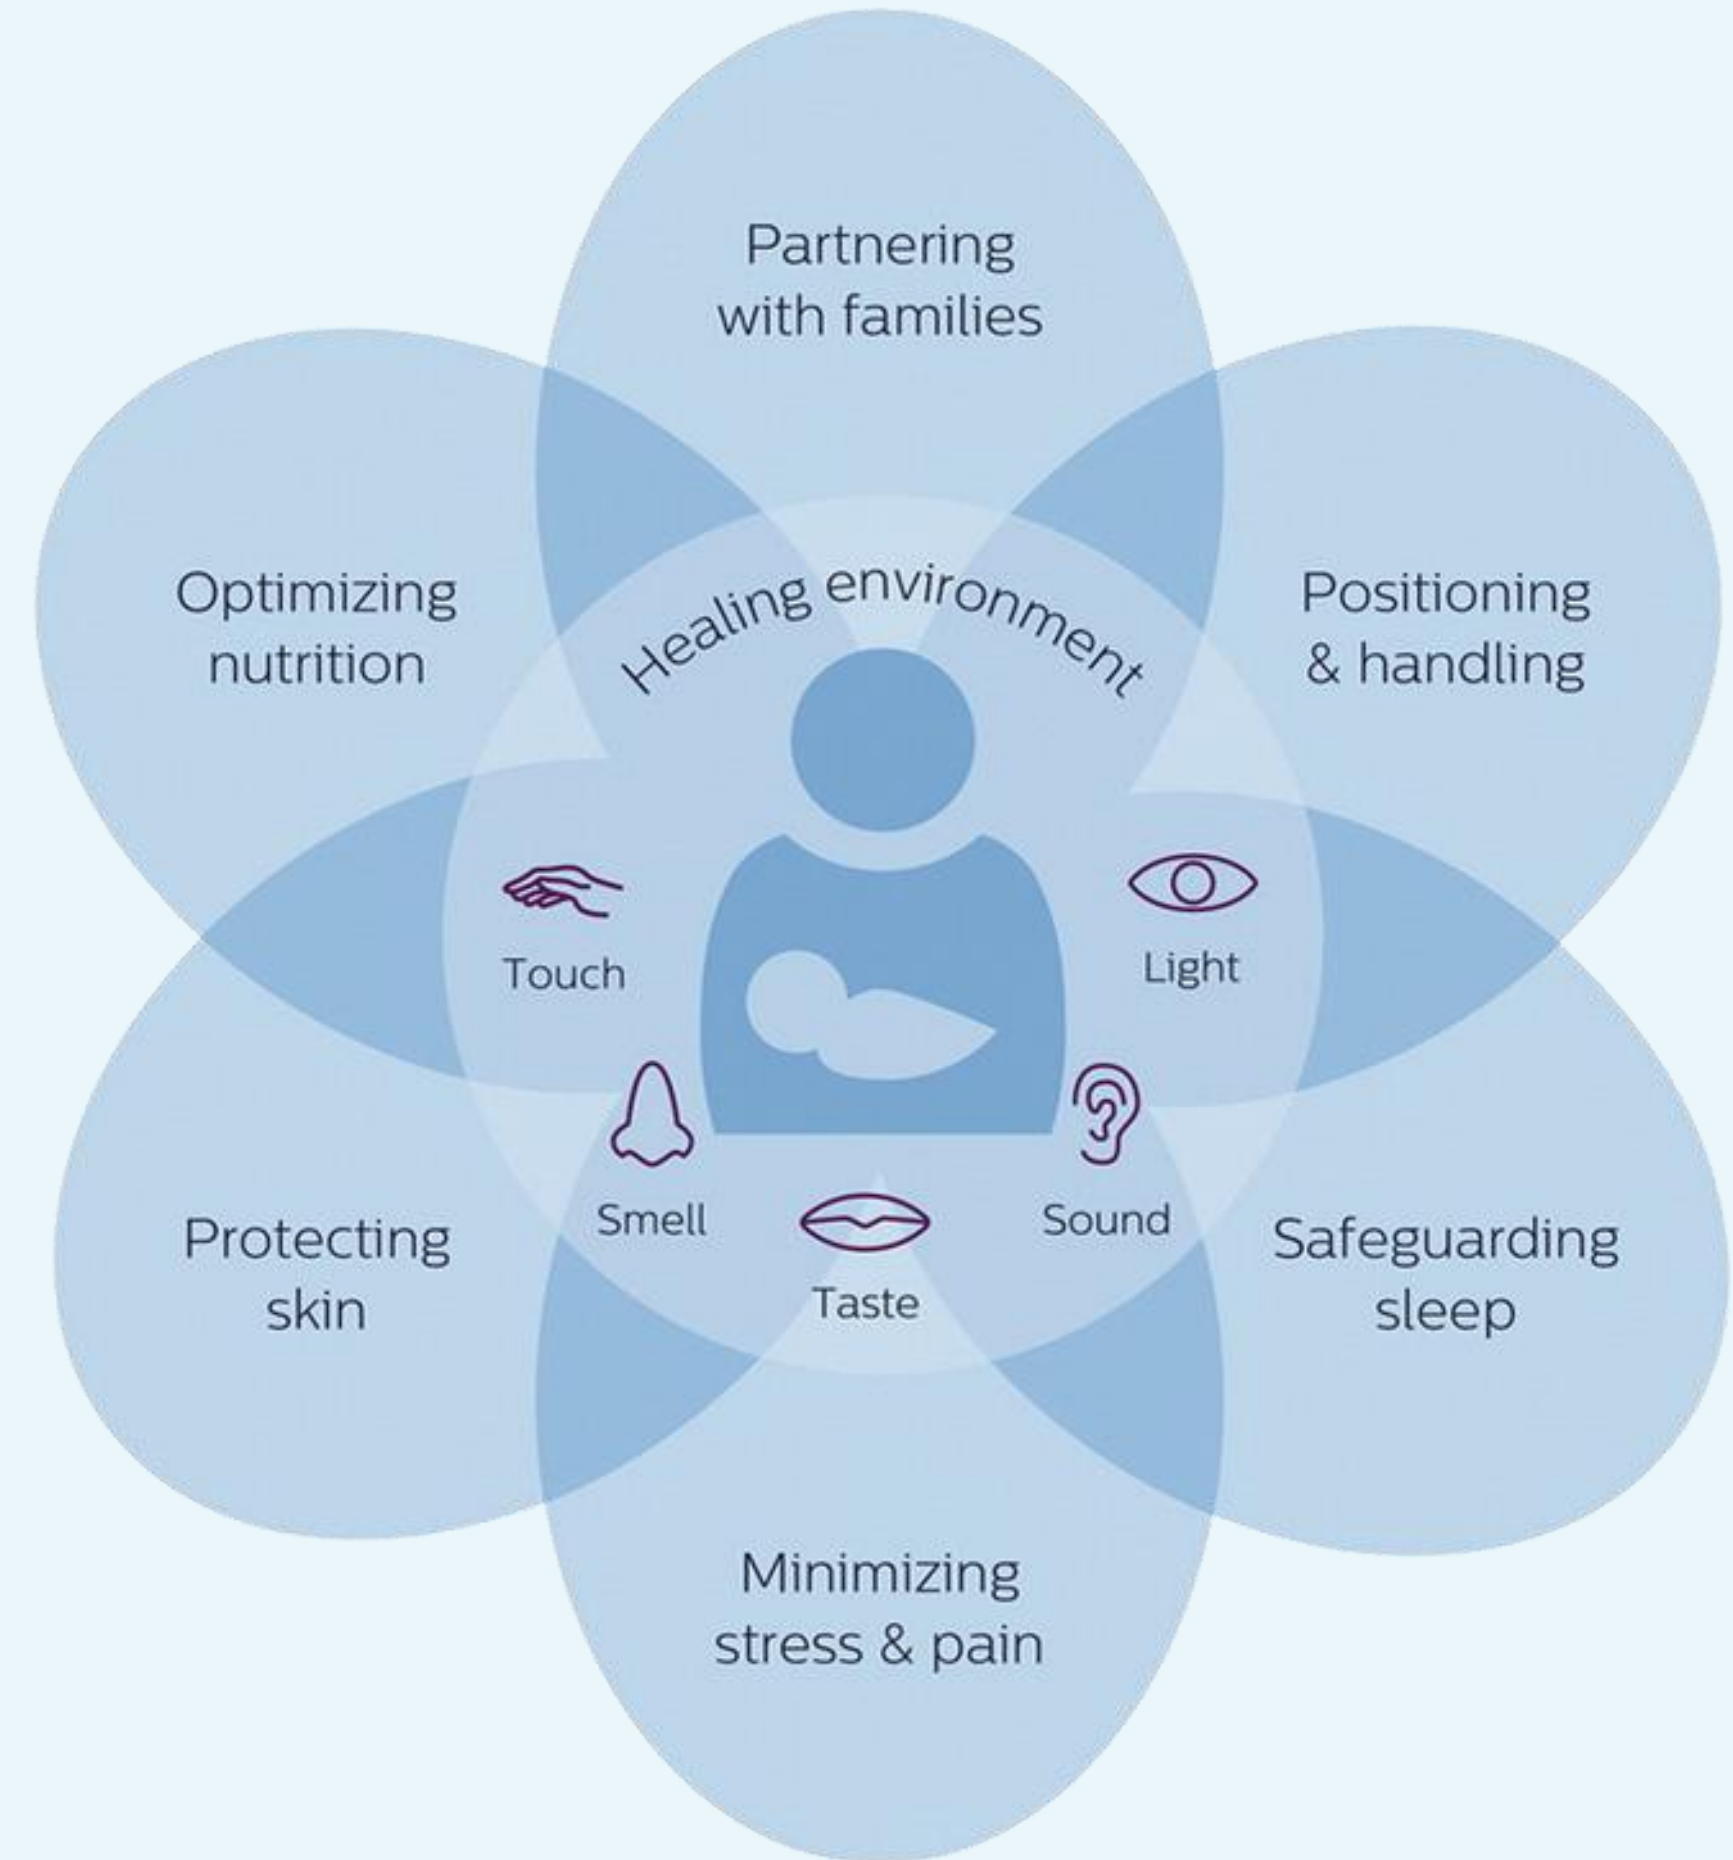 Partnering
with families
Optimizing
nutrition
Positioning
& handling
Healing environment
Touch
Light
Smell
Sound
Taste
Protecting
skin
Safeguarding
sleep
Minimizing
stress & pain